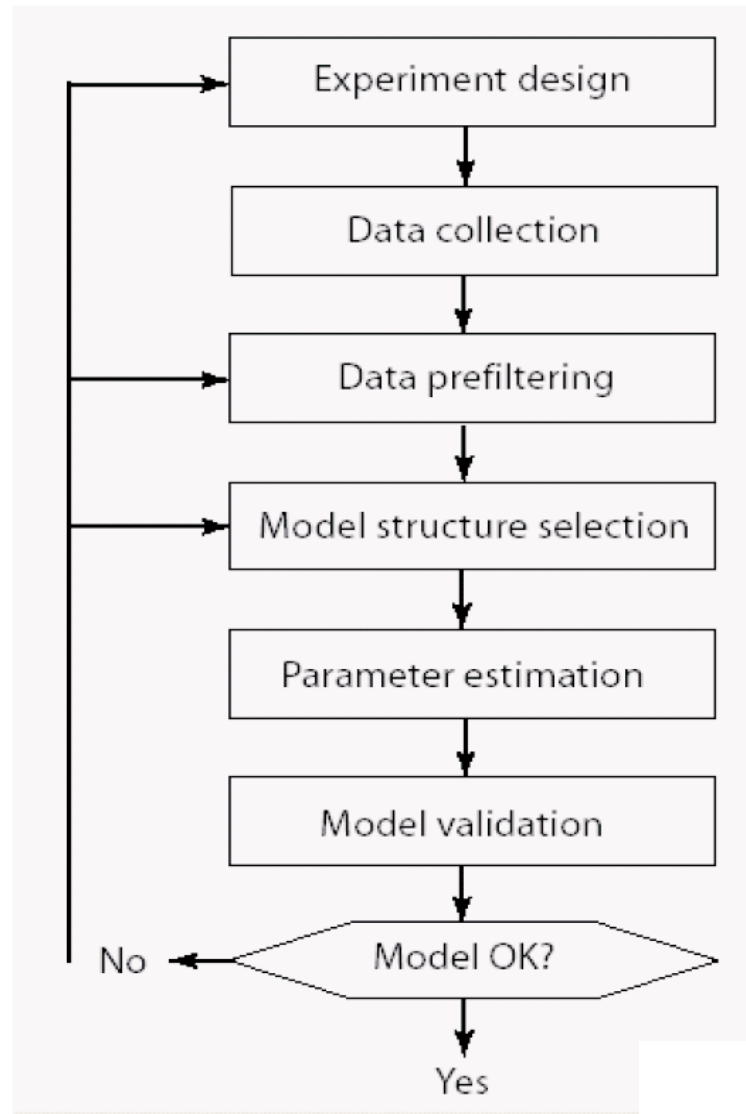 Experiment design
Data collection
Data prefiltering
Model structure selection
Parameter estimation
Model validation
Model OK?
No
Yes